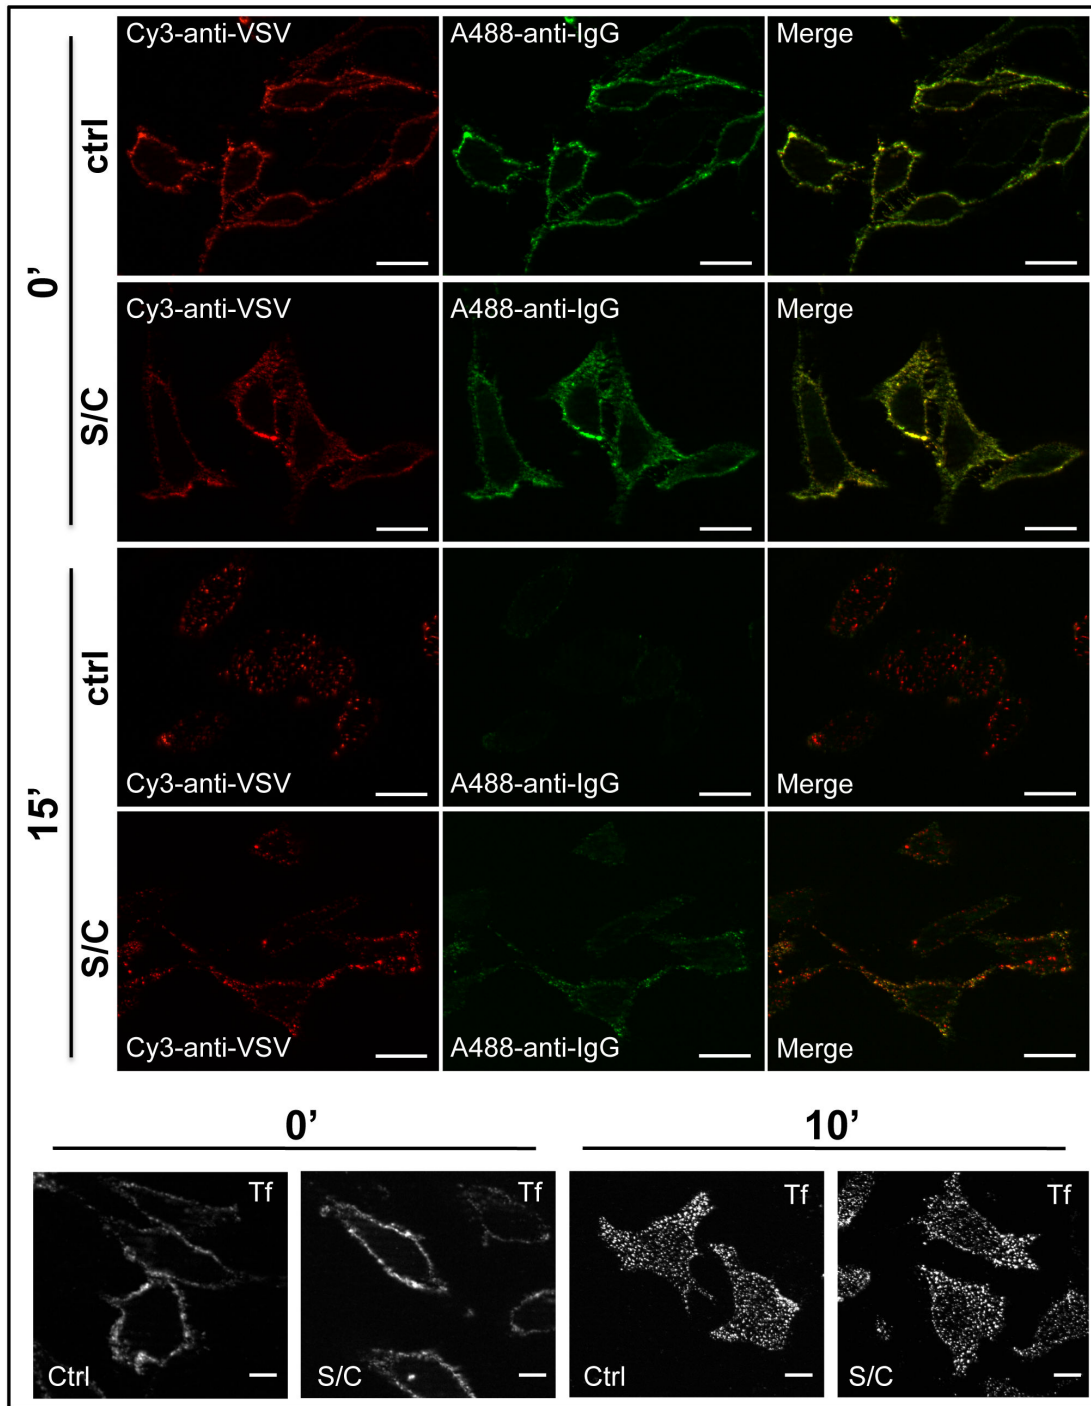 0’
ctrl
Cy3-anti-VSV
A488-anti-IgG
Merge
S/C
Cy3-anti-VSV
A488-anti-IgG
Merge
15’
ctrl
Cy3-anti-VSV
A488-anti-IgG
Merge
S/C
Cy3-anti-VSV
A488-anti-IgG
Merge
0’
10’
Tf
Tf
Tf
Tf
Ctrl
S/C
Ctrl
S/C